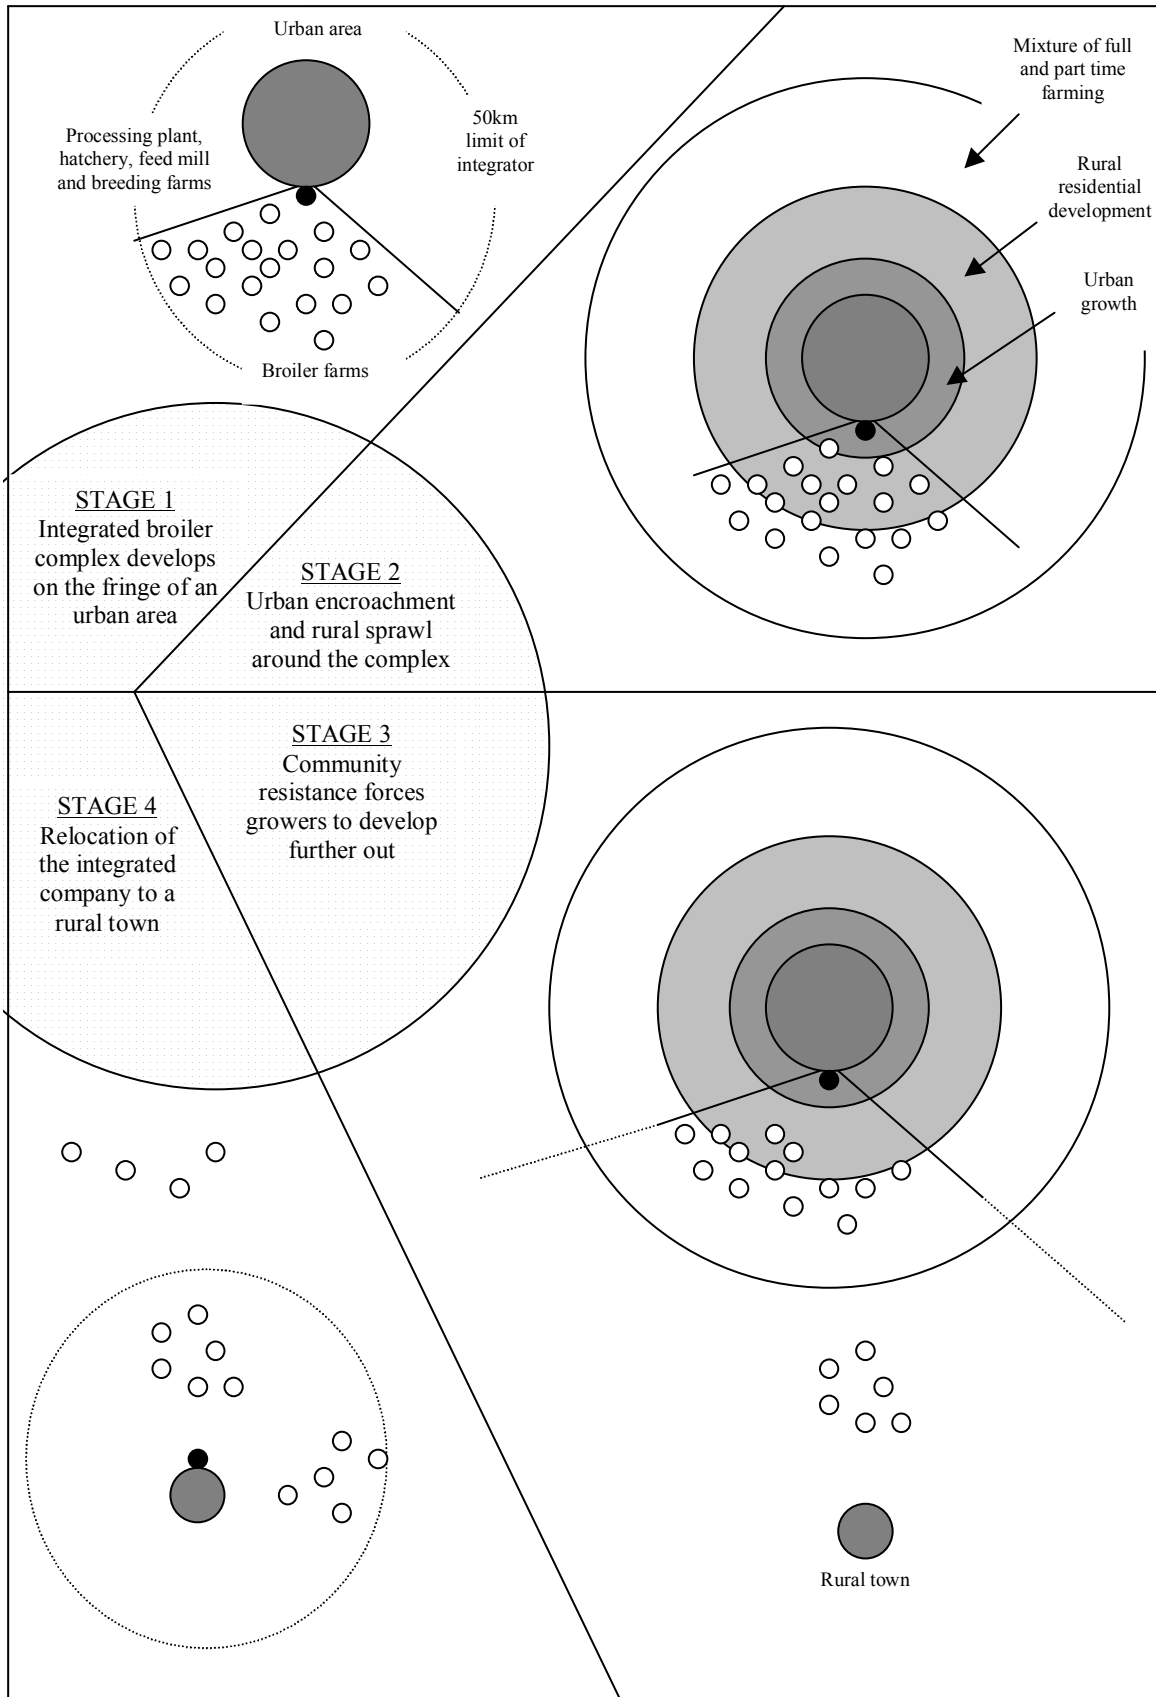 Urban area
Processing plant,
hatchery, feed mill
and breeding farms
50km
limit of
integrator
Broiler farms
Mixture of full
and part time
farming
Rural
residential
development
Urban
growth
STAGE 1
Integrated broiler
complex develops
on the fringe of an
urban area
STAGE 2
Urban encroachment
and rural sprawl
around the complex
STAGE 3
Community
resistance forces
growers to develop
further out
STAGE 4
Relocation of
the integrated
company to a
rural town
Rural town